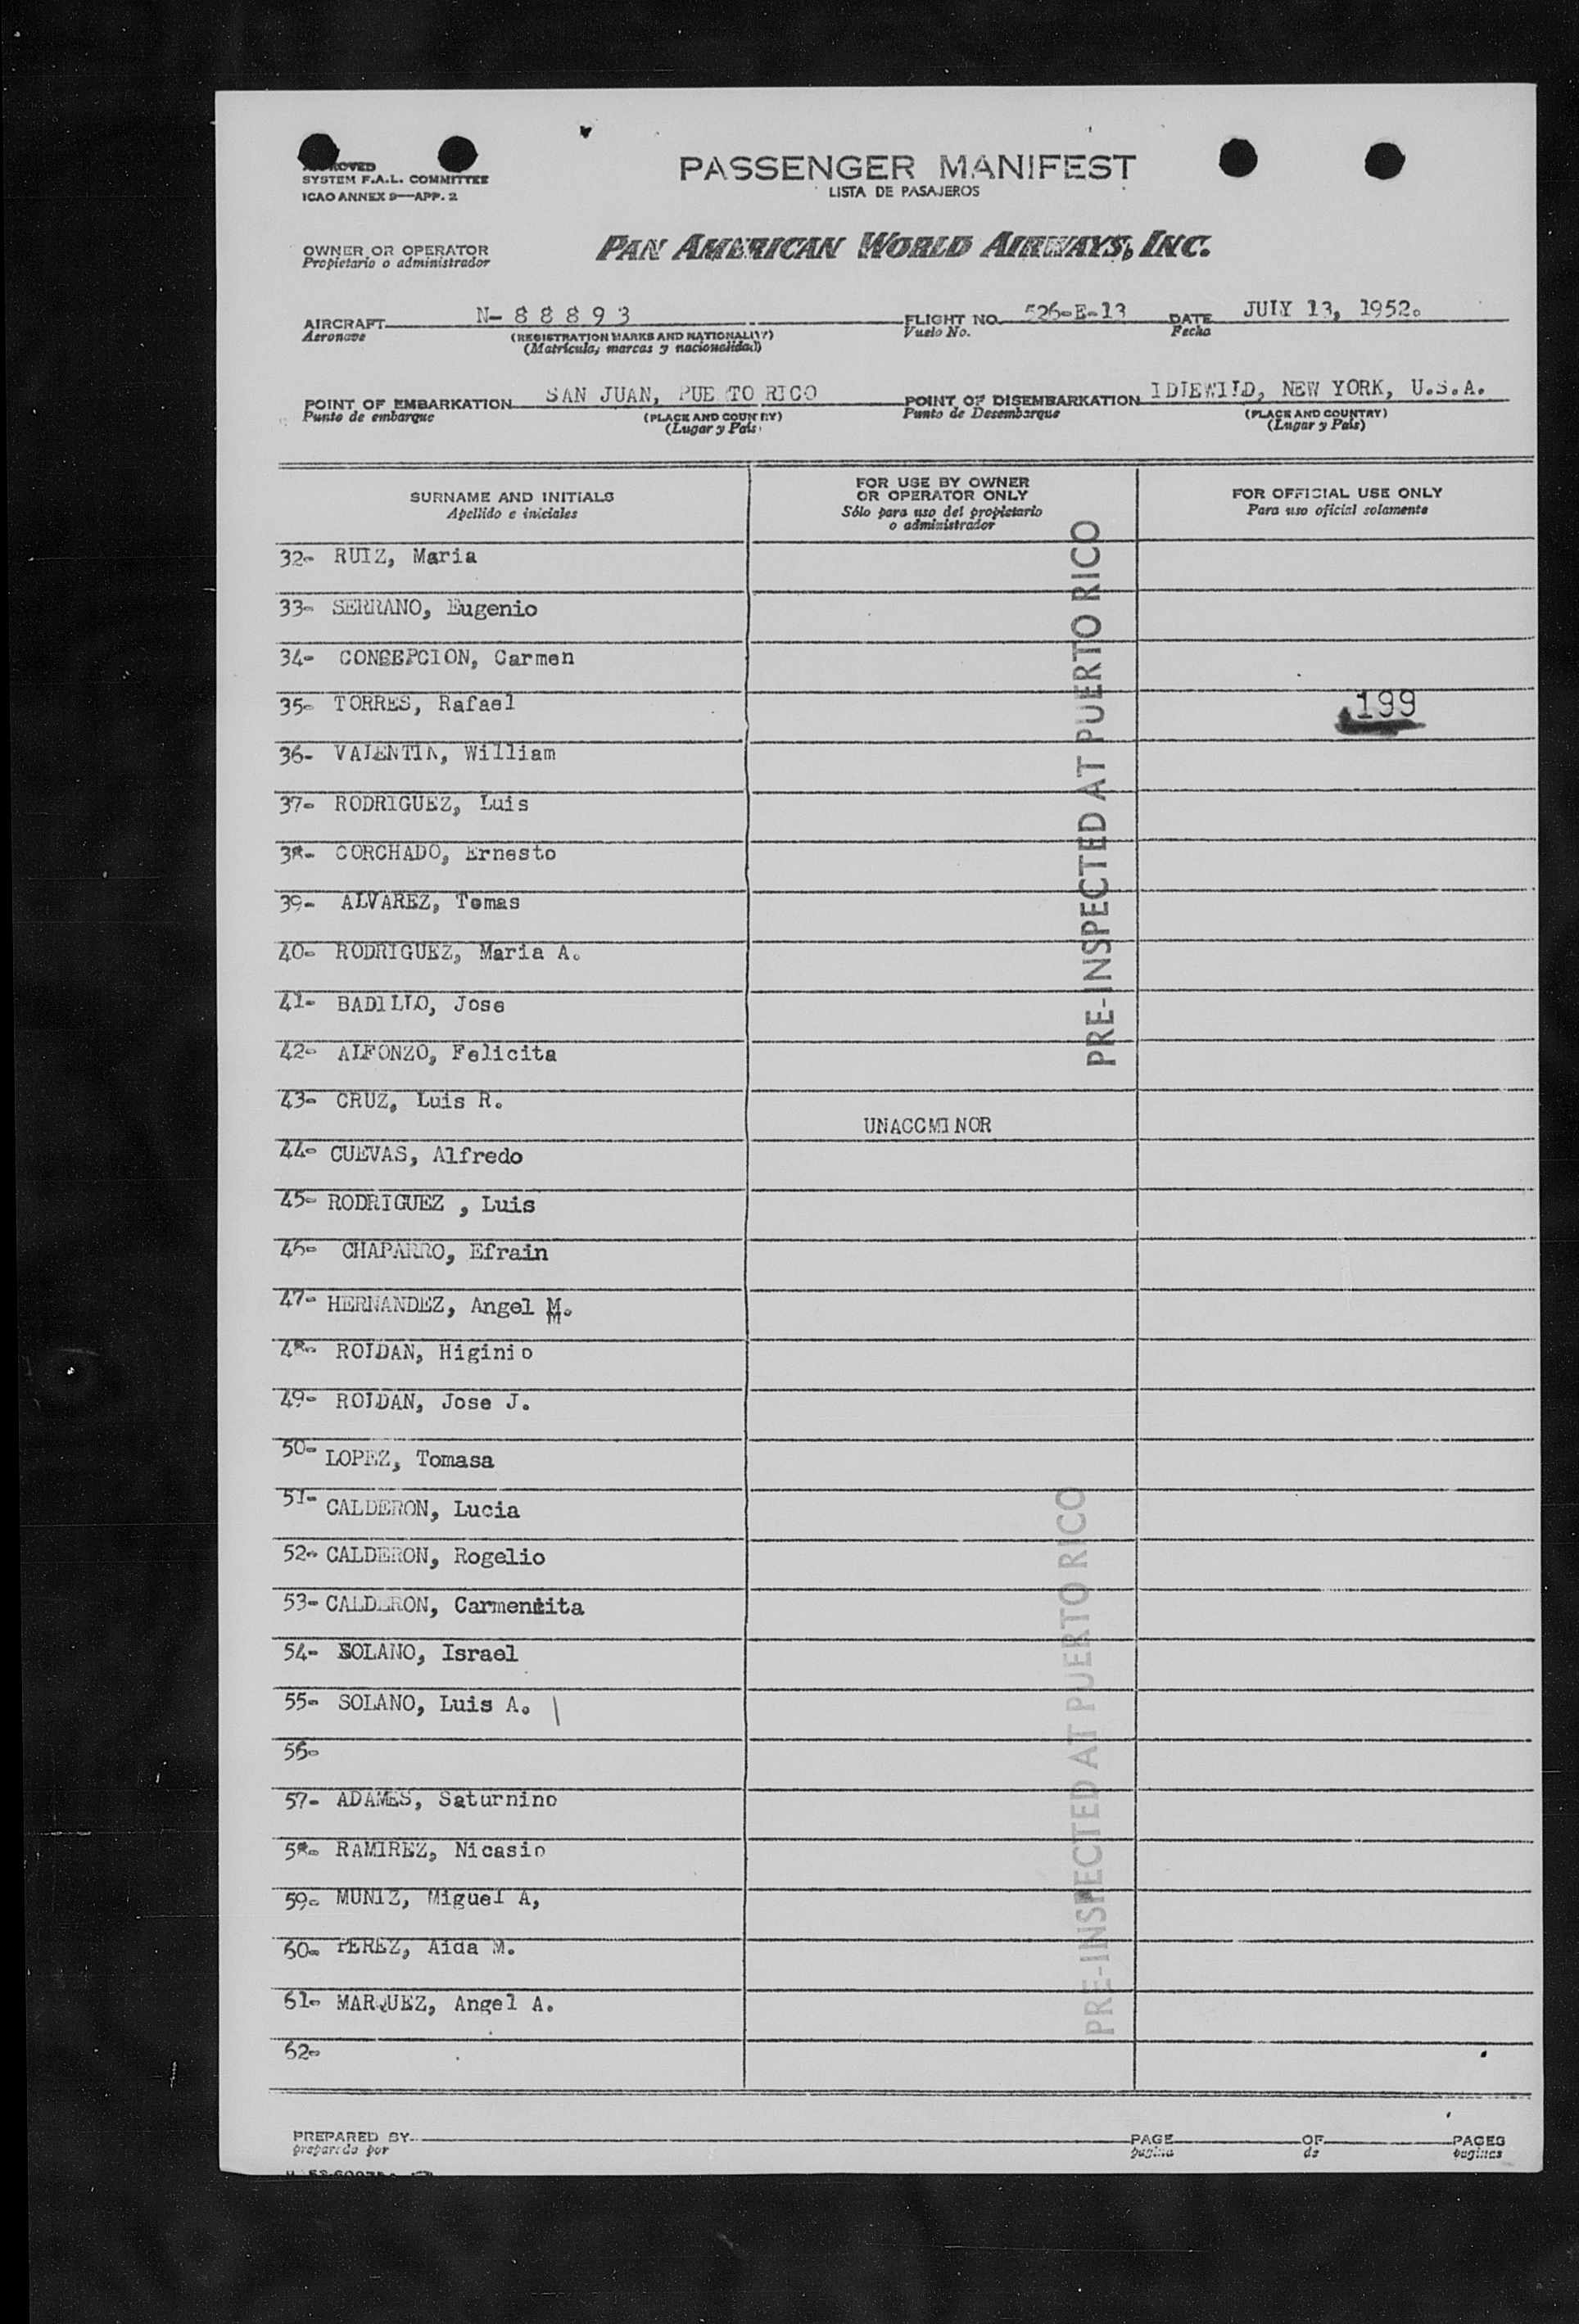 APPROVED
SYSTEM F.A.L. COMMITTEE
ICAO ANNEX 9—APP. 2
PASSENGER MANIFEST
LISTA DE PASAJEROS
OWNER OR OPERATOR
Propietario o administrador
PAN AMERICAN WORLD AIRWAYS, INC.
AIRCRAFT N-88893 FLIGHT NO. 526-E-13 DATE JULY 13, 1952.
Aeronave (REGISTRATION MARKS AND NATIONALITY) Vuelo No. Fecha
(Matrícula, marcas y nacionalidad)
POINT OF EMBARKATION SAN JUAN, PUE TO RICO POINT OF DISEMBARKATION IDLEWILD, NEW YORK, U.S.A.
Punto de embarque (PLACE AND COUNTRY) Punto de Desembarque (PLACE AND COUNTRY)
(Lugar y País) (Lugar y País)
SURNAME AND INITIALS
Apellido e iniciales
FOR USE BY OWNER
OR OPERATOR ONLY
Sólo para uso del propietario
o administrador
FOR OFFICIAL USE ONLY
Para uso oficial solamente
32- RUIZ, Maria
33- SERRANO, Eugenio
34- CONCEPCION, Carmen
35- TORRES, Rafael
199
36- VALENTIN, William
37- RODRIGUEZ, Luis
38- CORCHADO, Ernesto
39- ALVAREZ, Tomas
40- RODRIGUEZ, Maria A.
41- BADILLO, Jose
42- ALFONZO, Felicita
43- CRUZ, Luis R.
UNACCMINOR
44- CUEVAS, Alfredo
45- RODRIGUEZ , Luis
46- CHAPARRO, Efrain
47- HERNANDEZ, Angel M.
48- ROLDAN, Higinio
49- ROLDAN, Jose J.
50- LOPEZ, Tomasa
51- CALDERON, Lucia
52- CALDERON, Rogelio
53- CALDERON, Carmencita
54- SOLANO, Israel
55- SOLANO, Luis A.
56-
57- ADAMES, Saturnino
58- RAMIREZ, Nicasio
59- MUNIZ, Miguel A,
60- PEREZ, Aida M.
61- MARQUEZ, Angel A.
62-
PRE-INSPECTED AT PUERTO RICO
PRE-INSPECTED AT PUERTO RICO
PREPARED BY PAGE OF PAGES
preparado por pagina de paginas